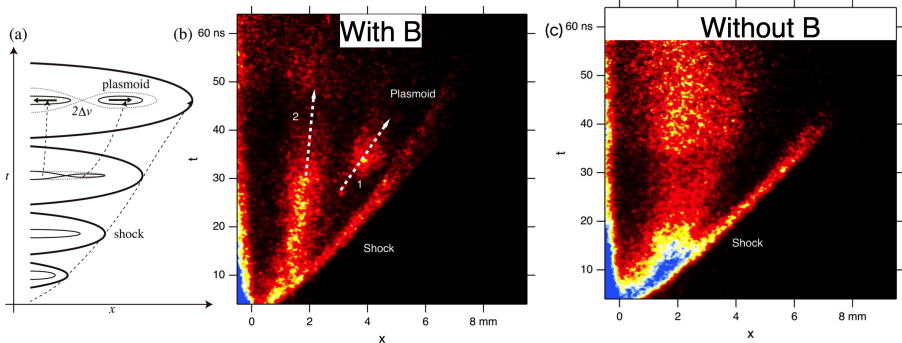 (a)
plasmoid
2Δv
shock
t
x
(b)
With B
60 ns
50
40
30
20
10
t
Plasmoid
2
1
Shock
0
2
4
6
8 mm
x
(c)
Without B
60 ns
50
40
30
20
10
t
Shock
0
2
4
6
8 mm
x